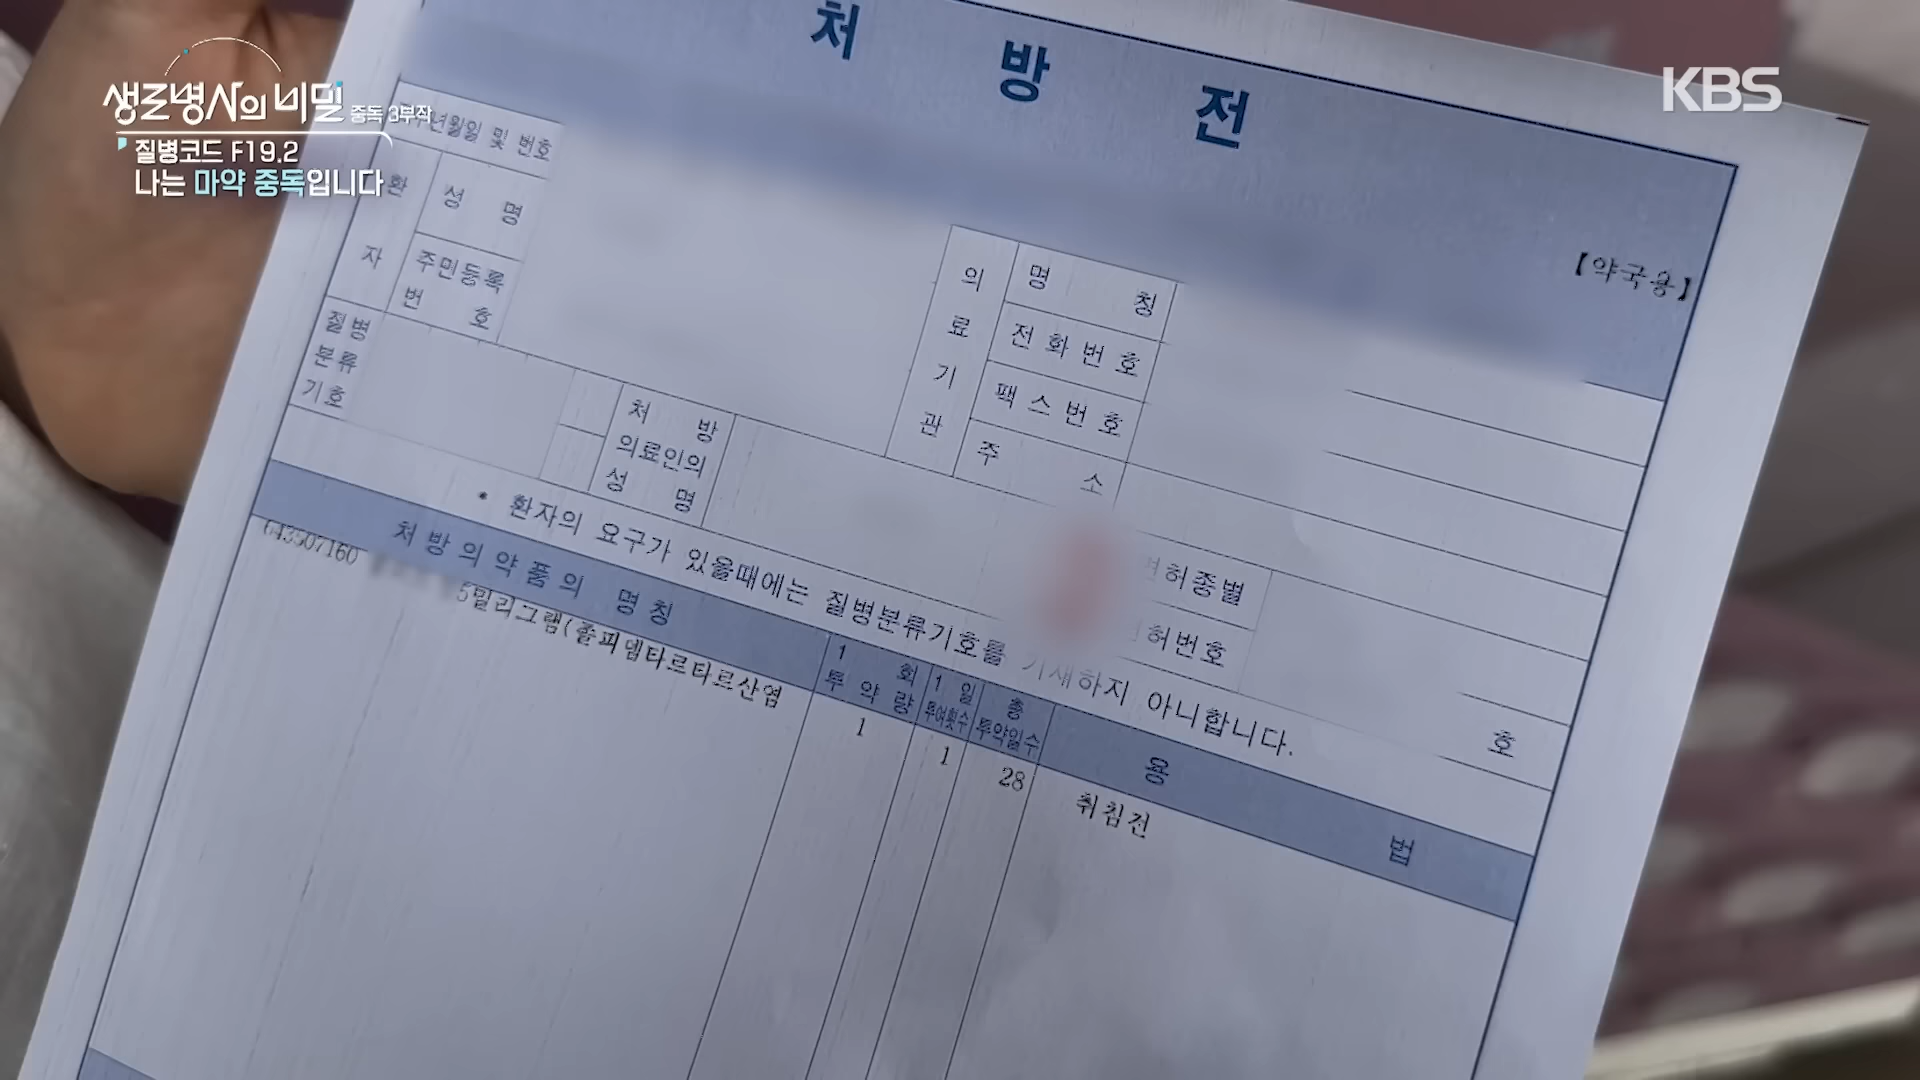 생로병사의 비밀 중독 3부작
질병코드 F19.2
나는 마약 중독입니다
KBS
처 방 전
【약국용】
년월일 및 번호
환 자
성 명
주민등록
번 호
의 료 기 관
명 칭
전 화 번 호
팩 스 번 호
주 소
질병
분류
기호
처 방
의료인의
성 명
면허종별
면허번호
호
* 환자의 요구가 있을때에는 질병분류기호를 기재하지 아니합니다.
처 방 의 약 품 의 명 칭
1 회
투 약 량
1 일
투여횟수
총
투약일수
용 법
643507160
5밀리그램(졸피뎀타르타르산염
1
1
28
취침전